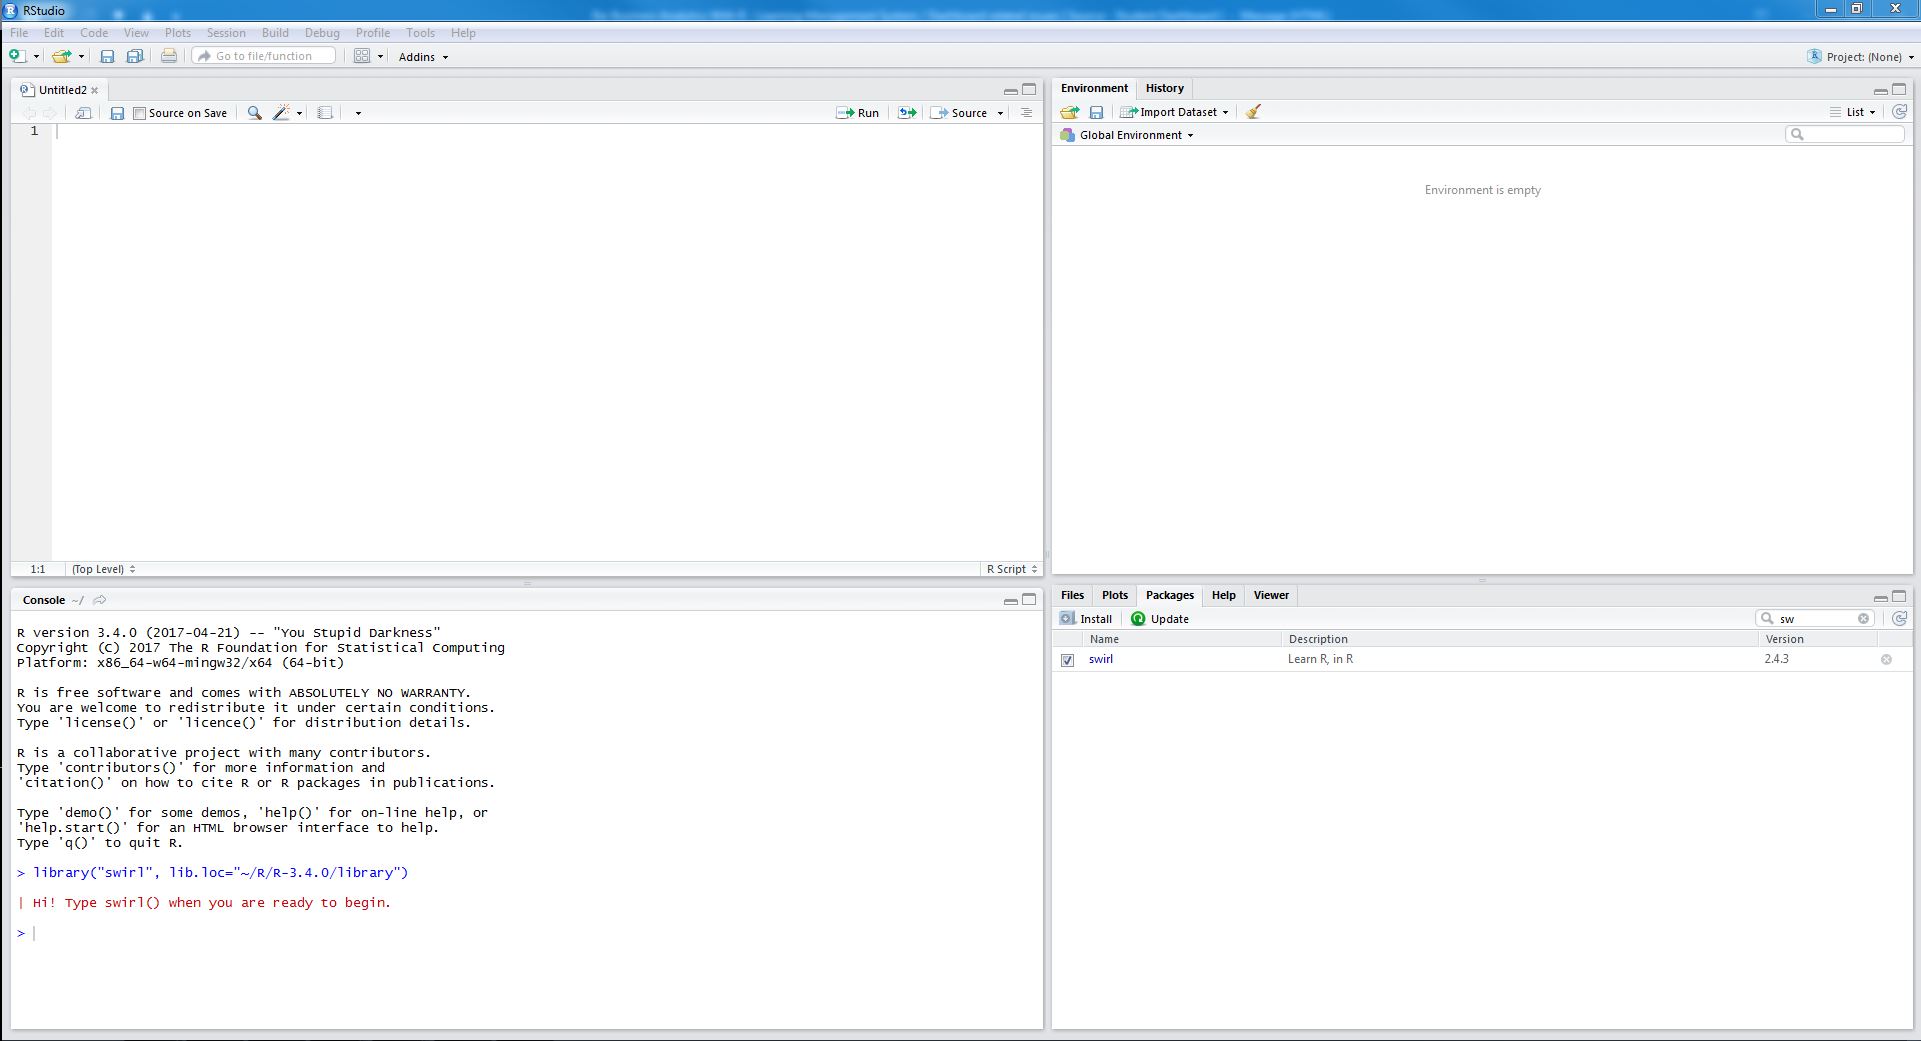 RStudio
File Edit Code View Plots Session Build Debug Profile Tools Help
Go to file/function Addins Project: (None)
Untitled2
Source on Save Run Source
1
1:1 (Top Level) R Script
Console ~/
R version 3.4.0 (2017-04-21) -- "You Stupid Darkness"
Copyright (C) 2017 The R Foundation for Statistical Computing
Platform: x86_64-w64-mingw32/x64 (64-bit)
R is free software and comes with ABSOLUTELY NO WARRANTY.
You are welcome to redistribute it under certain conditions.
Type 'license()' or 'licence()' for distribution details.
R is a collaborative project with many contributors.
Type 'contributors()' for more information and
'citation()' on how to cite R or R packages in publications.
Type 'demo()' for some demos, 'help()' for on-line help, or
'help.start()' for an HTML browser interface to help.
Type 'q()' to quit R.
> library("swirl", lib.loc="~/R/R-3.4.0/library")
| Hi! Type swirl() when you are ready to begin.
>
Environment History
Import Dataset List
Global Environment
Environment is empty
Files Plots Packages Help Viewer
Install Update sw
Name Description Version
swirl Learn R, in R 2.4.3